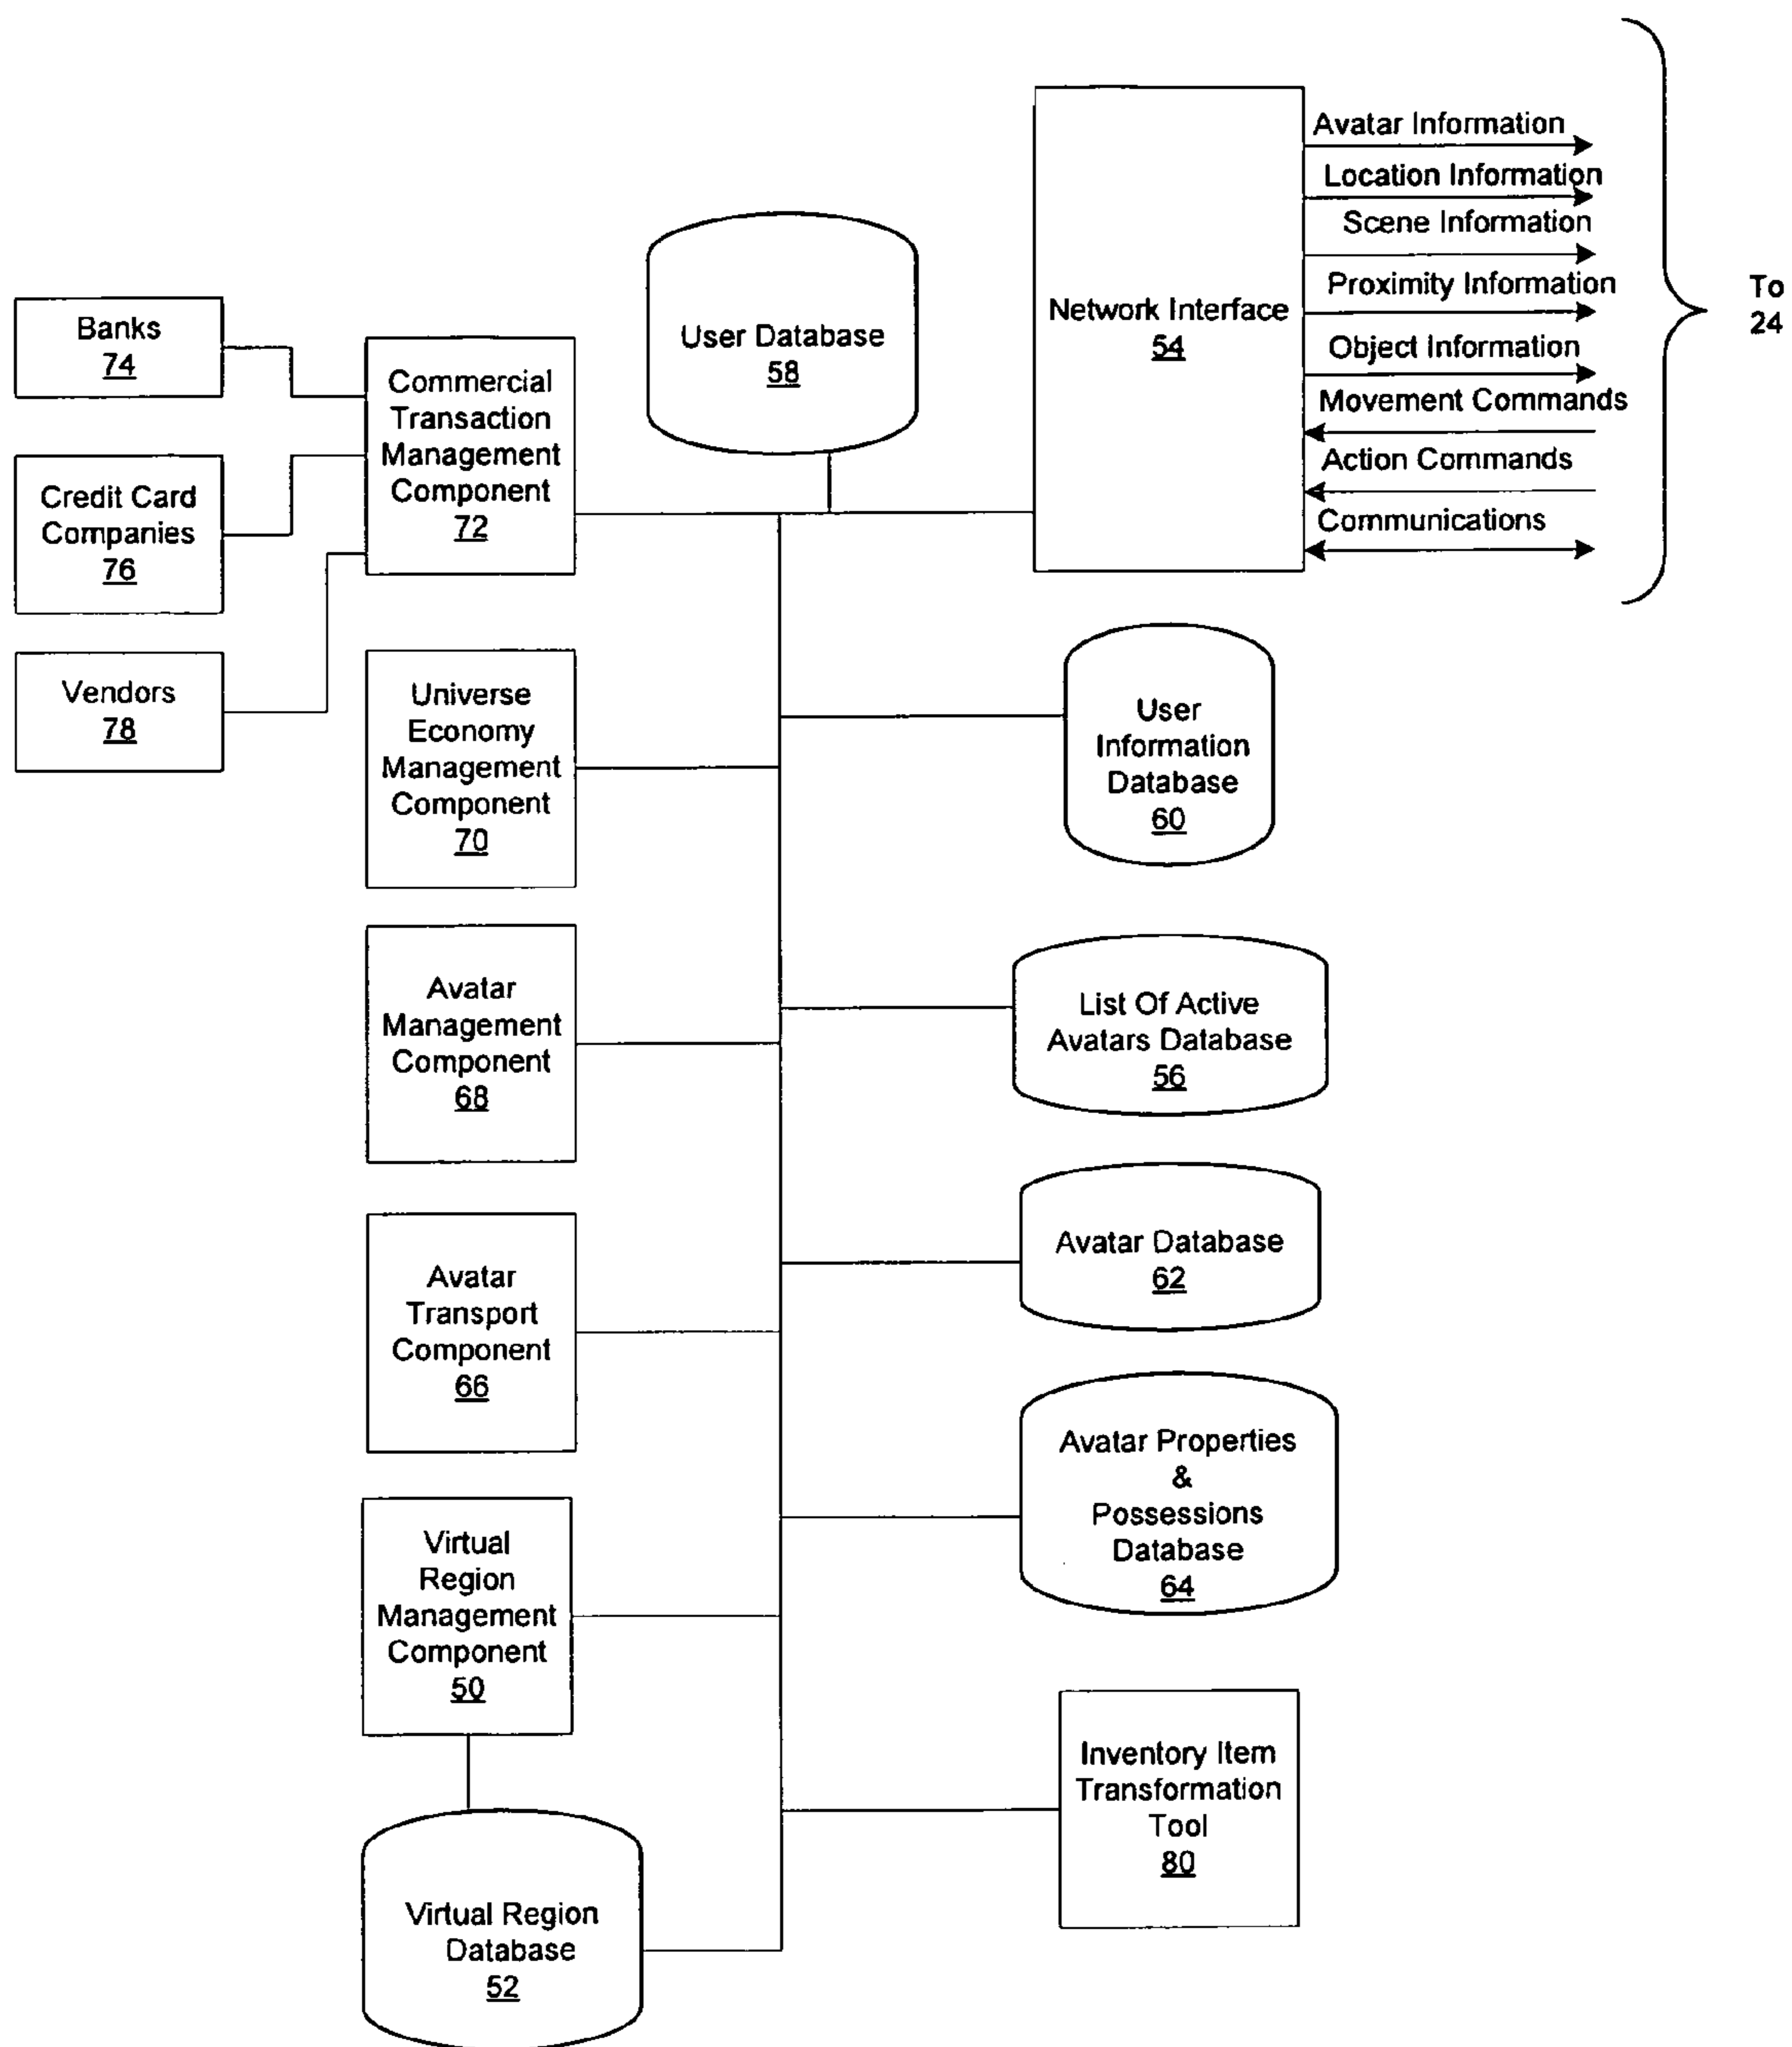 Avatar Information
Location Information
Scene Information
Proximity Information
Object Information
Movement Commands
Action Commands
Communications
To
24
Network Interface
54
User Database
58
Banks
74
Credit Card
Companies
76
Vendors
78
Commercial
Transaction
Management
Component
72
Universe
Economy
Management
Component
70
User
Information
Database
60
Avatar
Management
Component
68
List Of Active
Avatars Database
56
Avatar
Transport
Component
66
Avatar Database
62
Avatar Properties
&
Possessions
Database
64
Virtual
Region
Management
Component
50
Inventory Item
Transformation
Tool
80
Virtual Region
Database
52